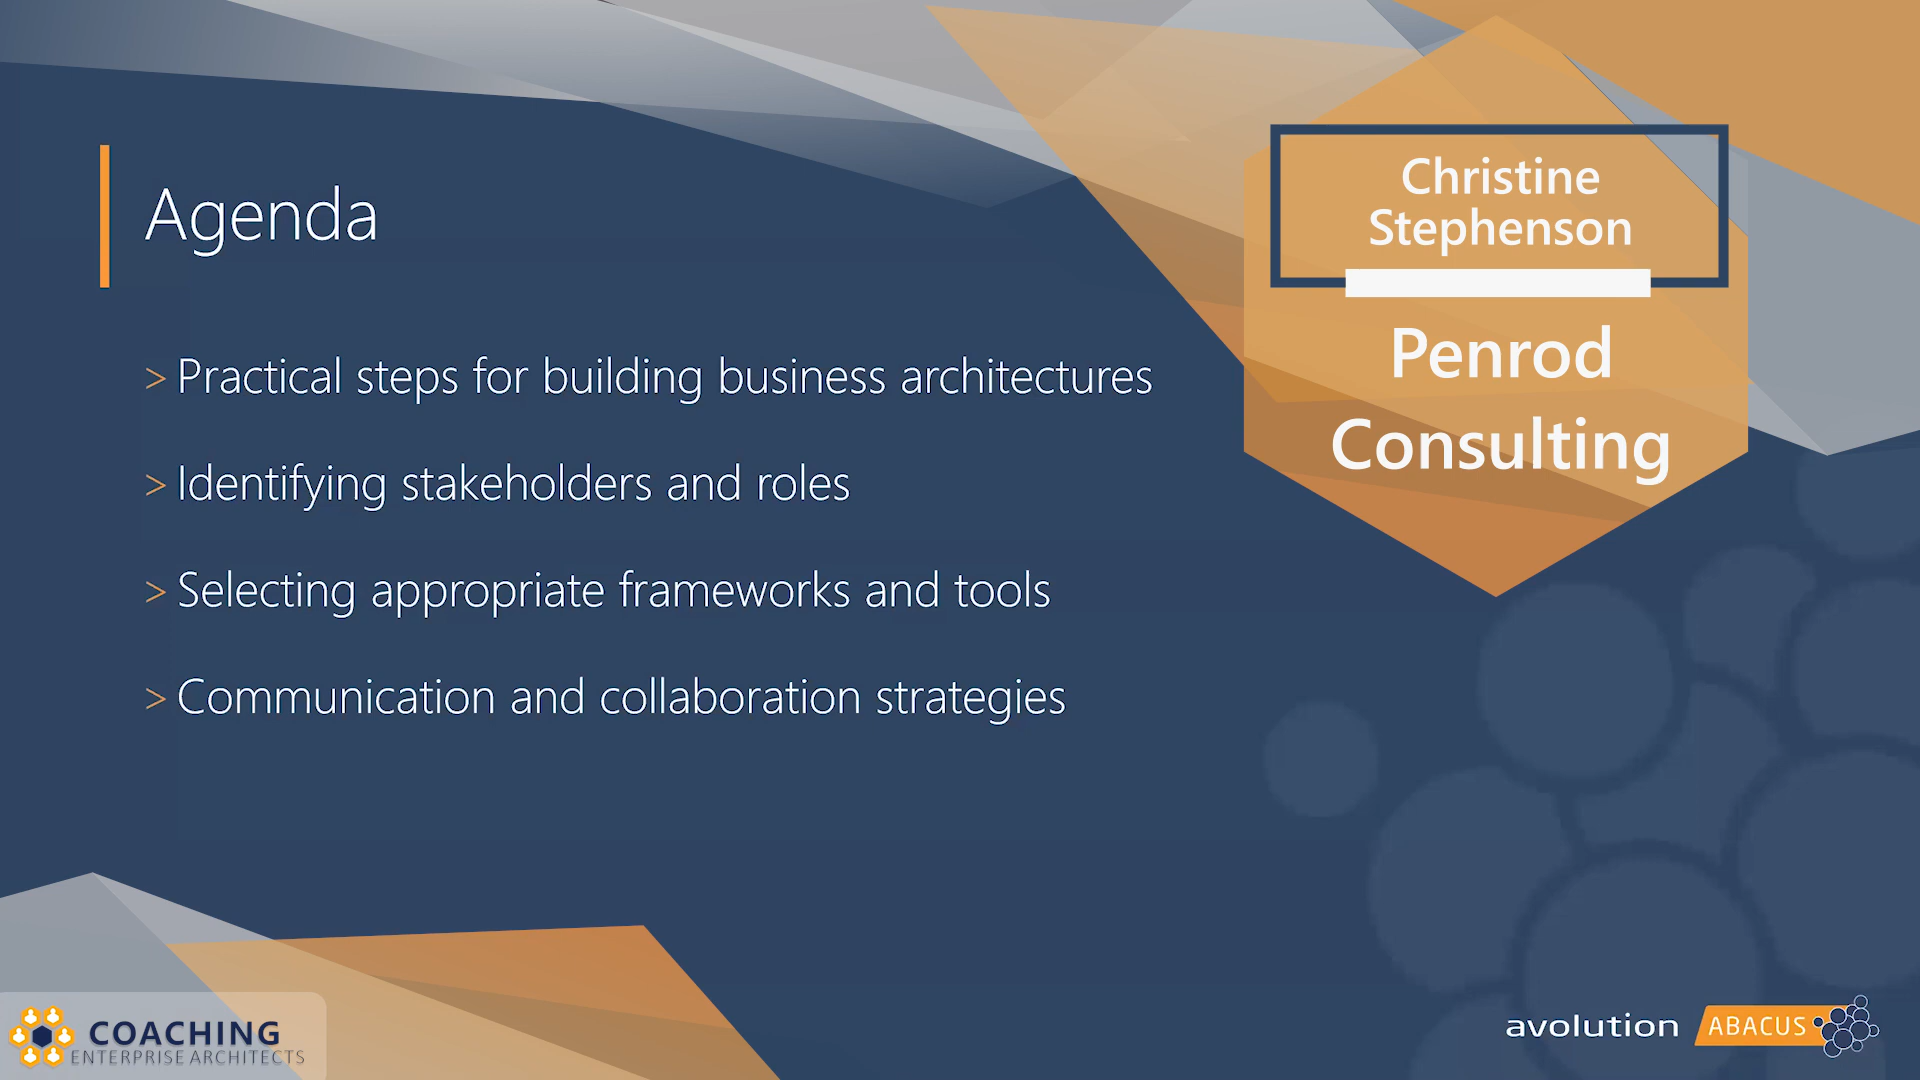 Agenda
> Practical steps for building business architectures
> Identifying stakeholders and roles
> Selecting appropriate frameworks and tools
> Communication and collaboration strategies
Christine
Stephenson
Penrod
Consulting
COACHING
ENTERPRISE ARCHITECTS
avolution ABACUS